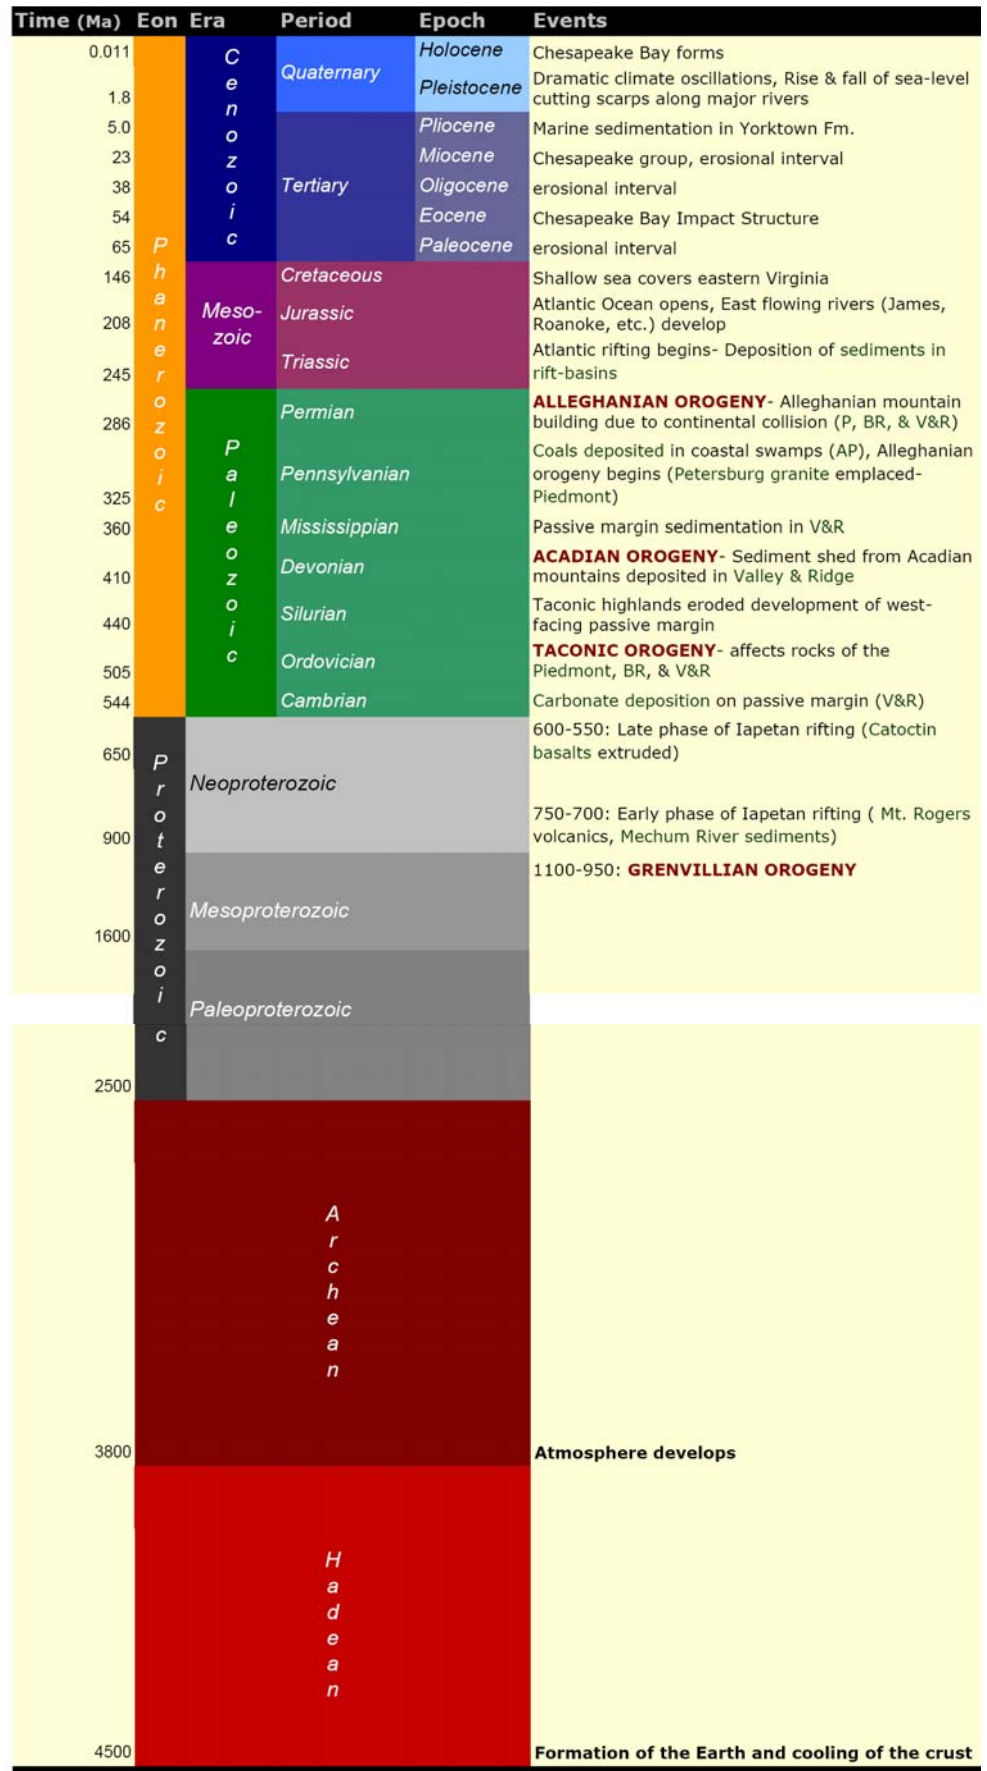 Time (Ma) Eon Era Period Epoch Events
0.011 Holocene Chesapeake Bay forms
Quaternary
1.8 Pleistocene Dramatic climate oscillations, Rise & fall of sea-level
cutting scarps along major rivers
5.0 Pliocene Marine sedimentation in Yorktown Fm.
23 Miocene Chesapeake group, erosional interval
38 Tertiary Oligocene erosional interval
54 Eocene Chesapeake Bay Impact Structure
65 Paleocene erosional interval
Cenozoic
146 Cretaceous Shallow sea covers eastern Virginia
208 Jurassic Atlantic Ocean opens, East flowing rivers (James,
Roanoke, etc.) develop
Meso-
zoic
245 Triassic Atlantic rifting begins- Deposition of sediments in
rift-basins
286 Permian ALLEGHANIAN OROGENY- Alleghanian mountain
building due to continental collision (P, BR, & V&R)
325 Pennsylvanian Coals deposited in coastal swamps (AP), Alleghanian
orogeny begins (Petersburg granite emplaced-
Piedmont)
360 Mississippian Passive margin sedimentation in V&R
410 Devonian ACADIAN OROGENY- Sediment shed from Acadian
mountains deposited in Valley & Ridge
440 Silurian Taconic highlands eroded development of west-
facing passive margin
505 Ordovician TACONIC OROGENY- affects rocks of the
Piedmont, BR, & V&R
544 Cambrian Carbonate deposition on passive margin (V&R)
Paleozoic
Phanerozoic
650 600-550: Late phase of Iapetan rifting (Catoctin
basalts extruded)
Neoproterozoic
900 750-700: Early phase of Iapetan rifting ( Mt. Rogers
volcanics, Mechum River sediments)
1100-950: GRENVILLIAN OROGENY
Mesoproterozoic
1600
Paleoproterozoic
Proterozoic
2500
Archean
3800 Atmosphere develops
Hadean
4500 Formation of the Earth and cooling of the crust